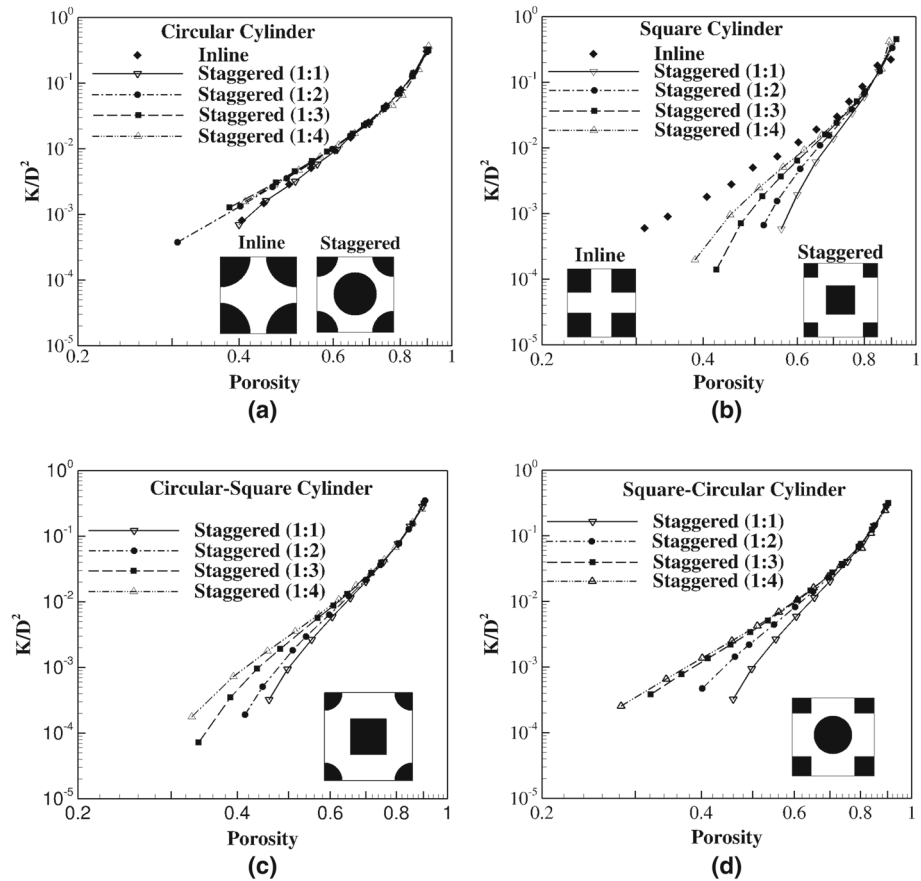 Circular Cylinder
Inline
Staggered (1:1)
Staggered (1:2)
Staggered (1:3)
Staggered (1:4)
10^0
10^-1
10^-2
10^-3
10^-4
10^-5
K/D^2
Inline
Staggered
0.2
0.4
0.6
0.8
1
Porosity
(a)
Square Cylinder
Inline
Staggered (1:1)
Staggered (1:2)
Staggered (1:3)
Staggered (1:4)
10^0
10^-1
10^-2
10^-3
10^-4
10^-5
K/D^2
Inline
Staggered
0.2
0.4
0.6
0.8
1
Porosity
(b)
Circular-Square Cylinder
Staggered (1:1)
Staggered (1:2)
Staggered (1:3)
Staggered (1:4)
10^0
10^-1
10^-2
10^-3
10^-4
10^-5
K/D^2
0.2
0.4
0.6
0.8
1
Porosity
(c)
Square-Circular Cylinder
Staggered (1:1)
Staggered (1:2)
Staggered (1:3)
Staggered (1:4)
10^0
10^-1
10^-2
10^-3
10^-4
10^-5
K/D^2
0.2
0.4
0.6
0.8
1
Porosity
(d)